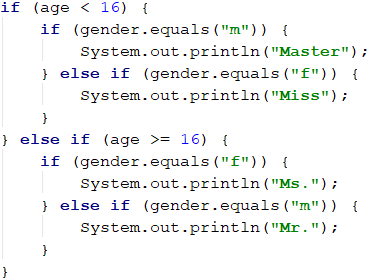 if (age < 16) {
    if (gender.equals("m")) {
        System.out.println("Master");
    } else if (gender.equals("f")) {
        System.out.println("Miss");
    }
} else if (age >= 16) {
    if (gender.equals("f")) {
        System.out.println("Ms.");
    } else if (gender.equals("m")) {
        System.out.println("Mr.");
    }
}